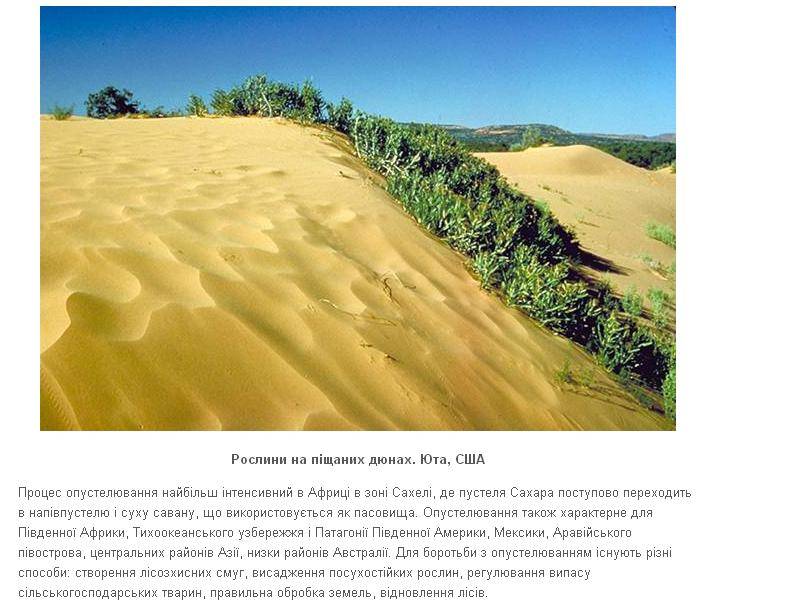 Рослини на піщаних дюнах. Юта, США
Процес опустелювання найбільш інтенсивний в Африці в зоні Сахелі, де пустеля Сахара поступово переходить
в напівпустелю і суху савану, що використовується як пасовища. Опустелювання також характерне для
Південної Африки, Тихоокеанського узбережжя і Патагонії Південної Америки, Мексики, Аравійського
півострова, центральних районів Азії, низки районів Австралії. Для боротьби з опустелюванням існують різні
способи: створення лісозхисних смуг, висадження посухостійких рослин, регулювання випасу
сільськогосподарських тварин, правильна обробка земель, відновлення лісів.